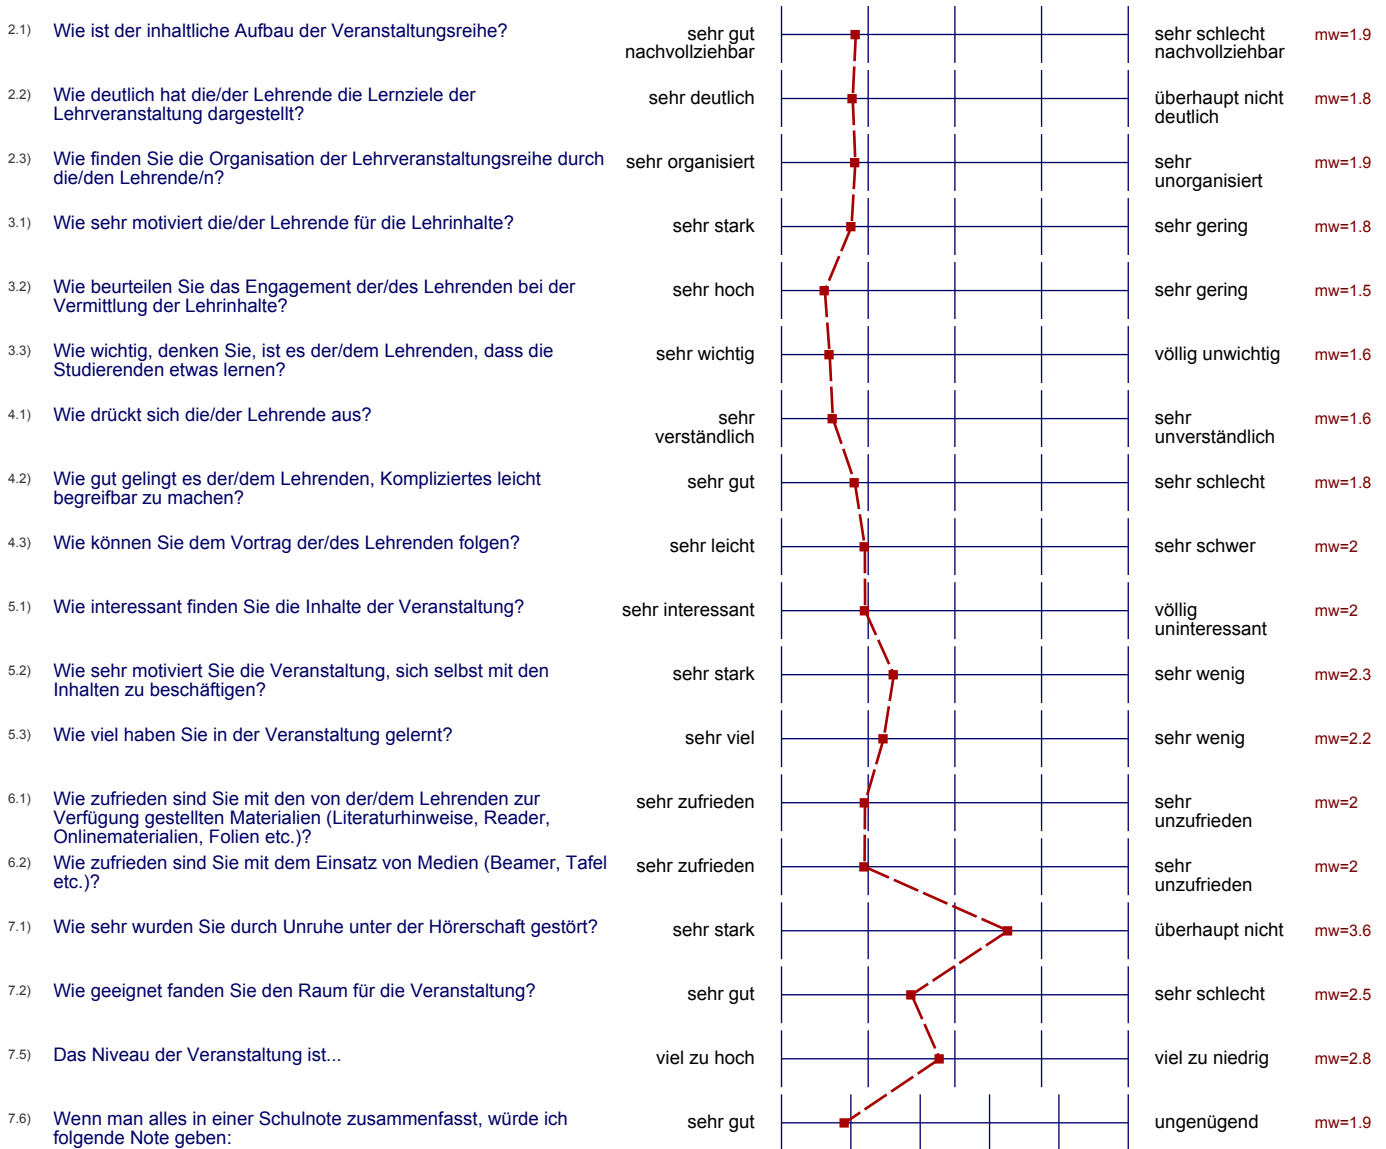 2.1) Wie ist der inhaltliche Aufbau der Veranstaltungsreihe? sehr gut nachvollziehbar sehr schlecht nachvollziehbar mw=1.9
2.2) Wie deutlich hat die/der Lehrende die Lernziele der
Lehrveranstaltung dargestellt? sehr deutlich überhaupt nicht deutlich mw=1.8
2.3) Wie finden Sie die Organisation der Lehrveranstaltungsreihe durch
die/den Lehrende/n? sehr organisiert sehr unorganisiert mw=1.9
3.1) Wie sehr motiviert die/der Lehrende für die Lehrinhalte? sehr stark sehr gering mw=1.8
3.2) Wie beurteilen Sie das Engagement der/des Lehrenden bei der
Vermittlung der Lehrinhalte? sehr hoch sehr gering mw=1.5
3.3) Wie wichtig, denken Sie, ist es der/dem Lehrenden, dass die
Studierenden etwas lernen? sehr wichtig völlig unwichtig mw=1.6
4.1) Wie drückt sich die/der Lehrende aus? sehr verständlich sehr unverständlich mw=1.6
4.2) Wie gut gelingt es der/dem Lehrenden, Kompliziertes leicht
begreifbar zu machen? sehr gut sehr schlecht mw=1.8
4.3) Wie können Sie dem Vortrag der/des Lehrenden folgen? sehr leicht sehr schwer mw=2
5.1) Wie interessant finden Sie die Inhalte der Veranstaltung? sehr interessant völlig uninteressant mw=2
5.2) Wie sehr motiviert Sie die Veranstaltung, sich selbst mit den
Inhalten zu beschäftigen? sehr stark sehr wenig mw=2.3
5.3) Wie viel haben Sie in der Veranstaltung gelernt? sehr viel sehr wenig mw=2.2
6.1) Wie zufrieden sind Sie mit den von der/dem Lehrenden zur
Verfügung gestellten Materialien (Literaturhinweise, Reader,
Onlinematerialien, Folien etc.)? sehr zufrieden sehr unzufrieden mw=2
6.2) Wie zufrieden sind Sie mit dem Einsatz von Medien (Beamer, Tafel
etc.)? sehr zufrieden sehr unzufrieden mw=2
7.1) Wie sehr wurden Sie durch Unruhe unter der Hörerschaft gestört? sehr stark überhaupt nicht mw=3.6
7.2) Wie geeignet fanden Sie den Raum für die Veranstaltung? sehr gut sehr schlecht mw=2.5
7.5) Das Niveau der Veranstaltung ist... viel zu hoch viel zu niedrig mw=2.8
7.6) Wenn man alles in einer Schulnote zusammenfasst, würde ich
folgende Note geben: sehr gut ungenügend mw=1.9